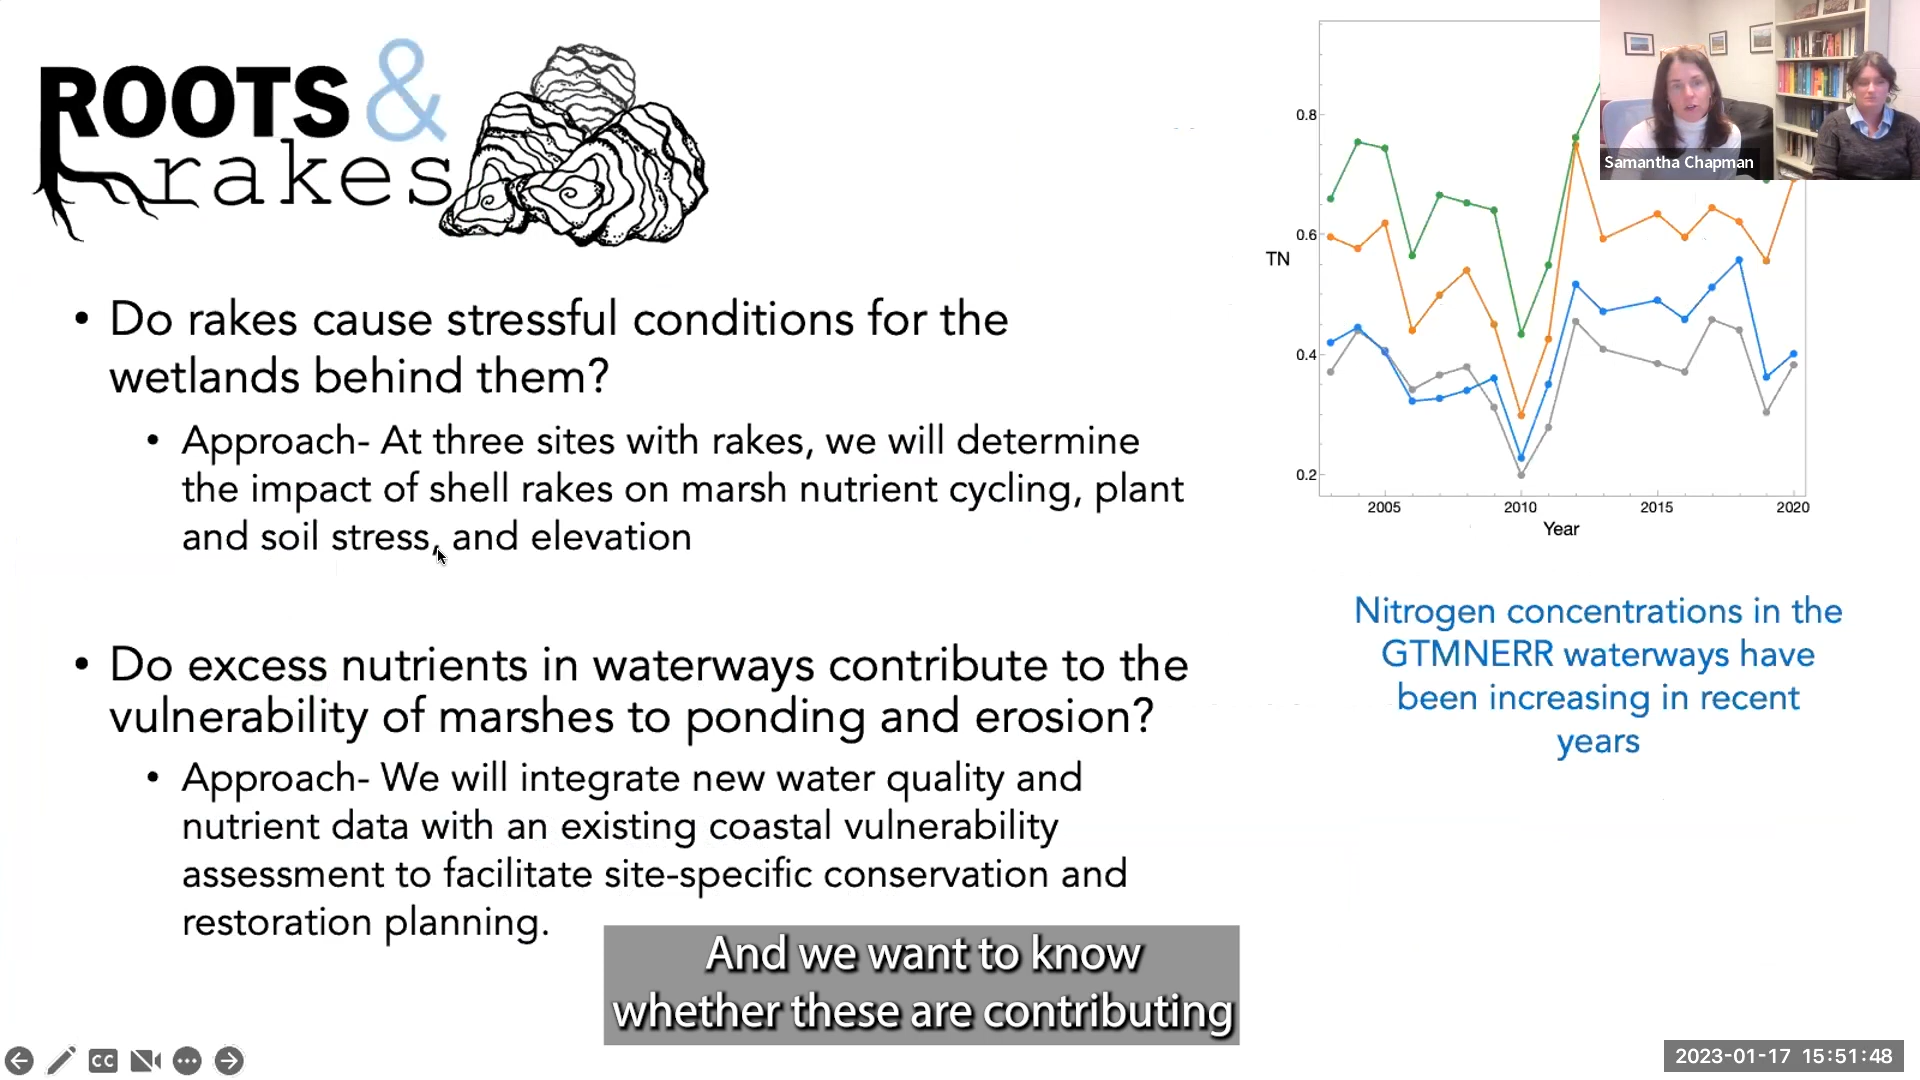 ROOTS &
rakes
• Do rakes cause stressful conditions for the
wetlands behind them?
• Approach- At three sites with rakes, we will determine
the impact of shell rakes on marsh nutrient cycling, plant
and soil stress, and elevation
• Do excess nutrients in waterways contribute to the
vulnerability of marshes to ponding and erosion?
• Approach- We will integrate new water quality and
nutrient data with an existing coastal vulnerability
assessment to facilitate site-specific conservation and
restoration planning.
0.8
0.6
TN
0.4
0.2
2005 2010 2015 2020
Year
Nitrogen concentrations in the
GTMNERR waterways have
been increasing in recent
years
Samantha Chapman
And we want to know
whether these are contributing
CC
2023-01-17 15:51:48